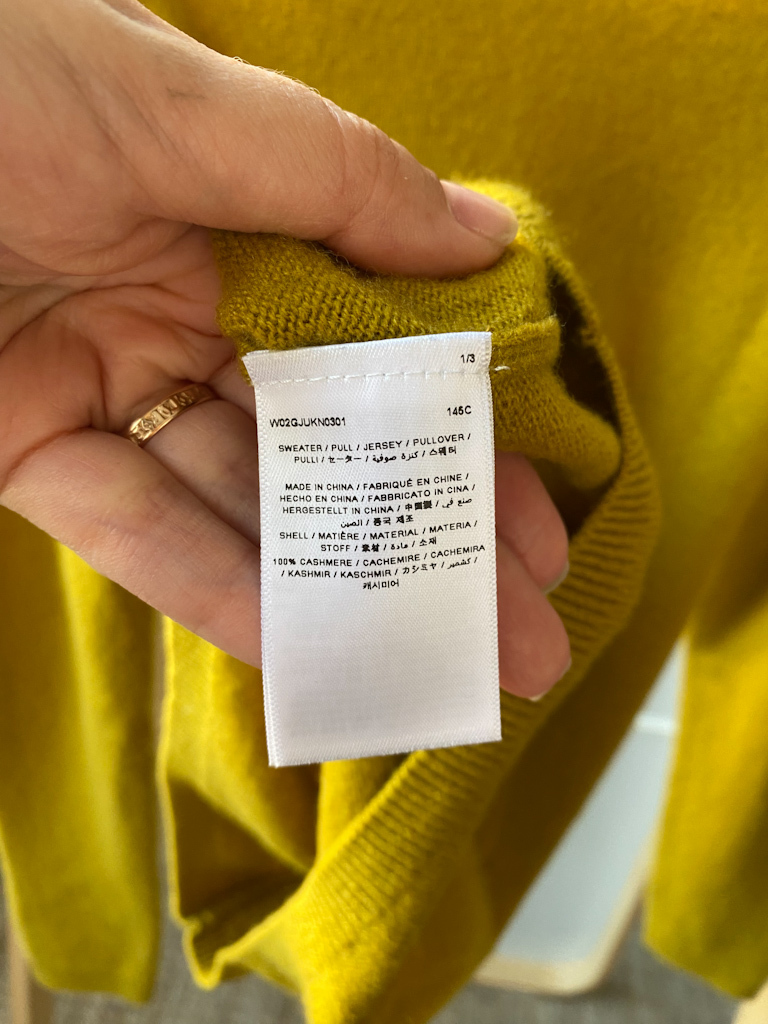 1/3
W02GJUKN0301 145C
SWEATER / PULL / JERSEY / PULLOVER /
PULLI / セーター / كنزة صوفية / 스웨터
MADE IN CHINA / FABRIQUÉ EN CHINE /
HECHO EN CHINA / FABBRICATO IN CINA /
HERGESTELLT IN CHINA / 中国製 / صنع في
الصين / 중국 제조
SHELL / MATIÈRE / MATERIAL / MATERIA /
STOFF / 素材 / مادة / 소재
100% CASHMERE / CACHEMIRE / CACHEMIRA
/ KASHMIR / KASCHMIR / カシミヤ / كشمير /
캐시미어